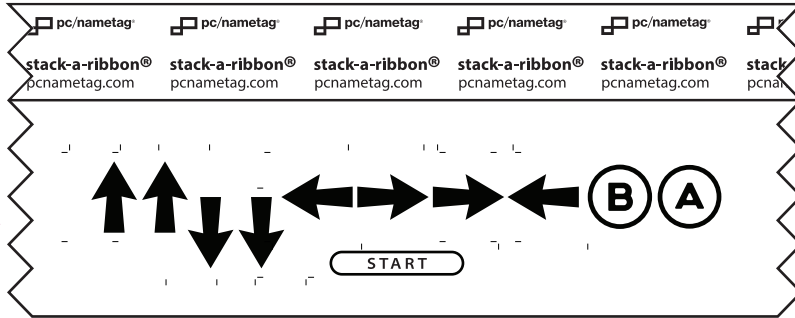 pc/nametag® pc/nametag® pc/nametag® pc/nametag® pc/nametag®
stack-a-ribbon® stack-a-ribbon® stack-a-ribbon® stack-a-ribbon® stack-a-ribbon® stack
pcnametag.com pcnametag.com pcnametag.com pcnametag.com pcnametag.com
B A
START